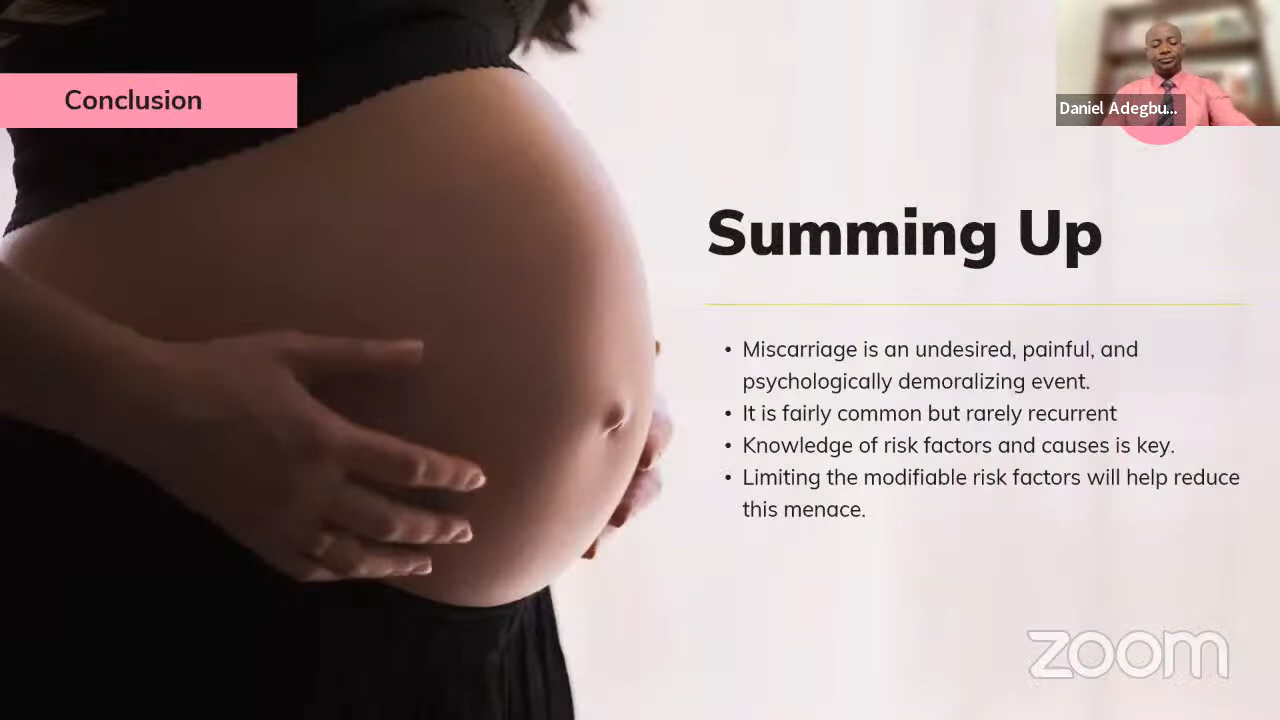 Conclusion
Daniel Adegbu...
Summing Up
• Miscarriage is an undesired, painful, and
psychologically demoralizing event.
• It is fairly common but rarely recurrent
• Knowledge of risk factors and causes is key.
• Limiting the modifiable risk factors will help reduce
this menace.
zoom